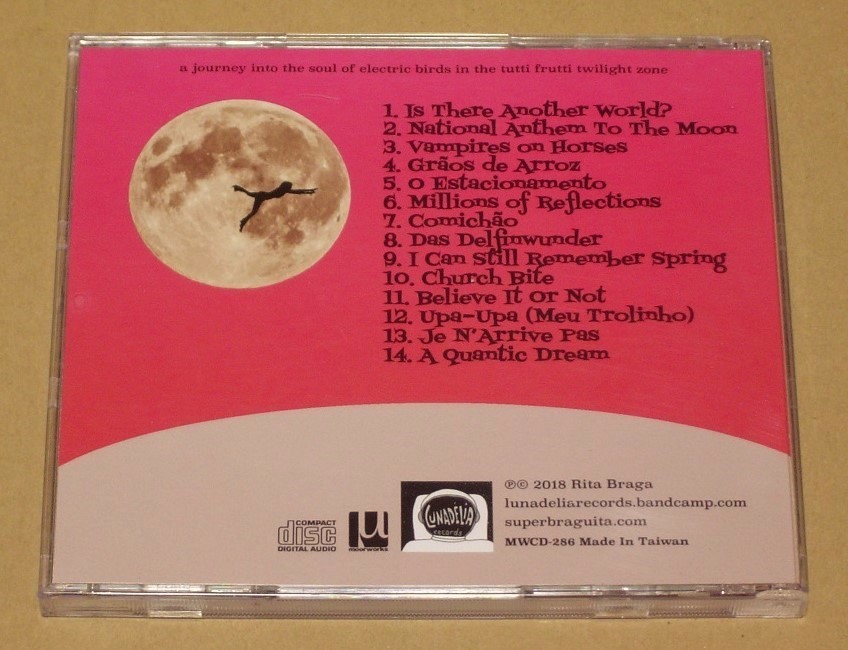 a journey into the soul of electric birds in the tutti frutti twilight zone
1. Is There Another World?
2. National Anthem To The Moon
3. Vampires on Horses
4. Grãos de Arroz
5. O Estacionamento
6. Millions of Reflections
7. Comichão
8. Das Delfinwunder
9. I Can Still Remember Spring
10. Church Bite
11. Believe It or Not
12. Upa-Upa (Meu Trolinho)
13. Je N'Arrive Pas
14. A Quantic Dream
COMPACT
disc
DIGITAL AUDIO
moorworks
LUNADÈLIA
records
℗© 2018 Rita Braga
lunadeliarecords.bandcamp.com
superbraguita.com
MWCD-286 Made In Taiwan